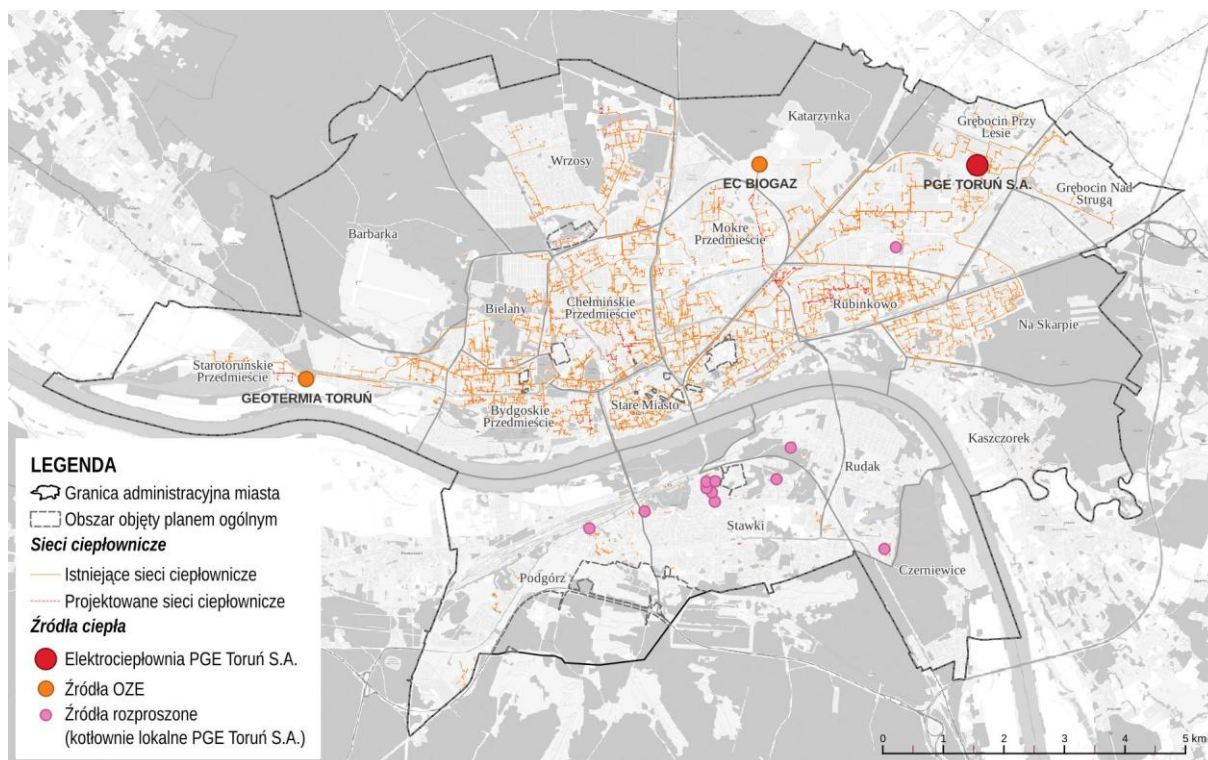 Katarzynka
Grębocin Przy
Lesie
Wrzosy
EC BIOGAZ
PGE TORUŃ S.A.
Grębocin Nad
Strugą
Barbarka
Mokre
Przedmieście
Bielany
Chełmińskie
Przedmieście
Rubinkowo
Na Skarpie
Starotoruńskie
Przedmieście
GEOTERMIA TORUŃ
Bydgoskie
Przedmieście
Stare Miasto
Kaszczorek
Rudak
Stawki
Podgórz
Czerniewice
LEGENDA
Granica administracyjna miasta
Obszar objęty planem ogólnym
Sieci ciepłownicze
Istniejące sieci ciepłownicze
Projektowane sieci ciepłownicze
Źródła ciepła
Elektrociepłownia PGE Toruń S.A.
Źródła OZE
Źródła rozproszone
(kotłownie lokalne PGE Toruń S.A.)
0 1 2 3 4 5 km